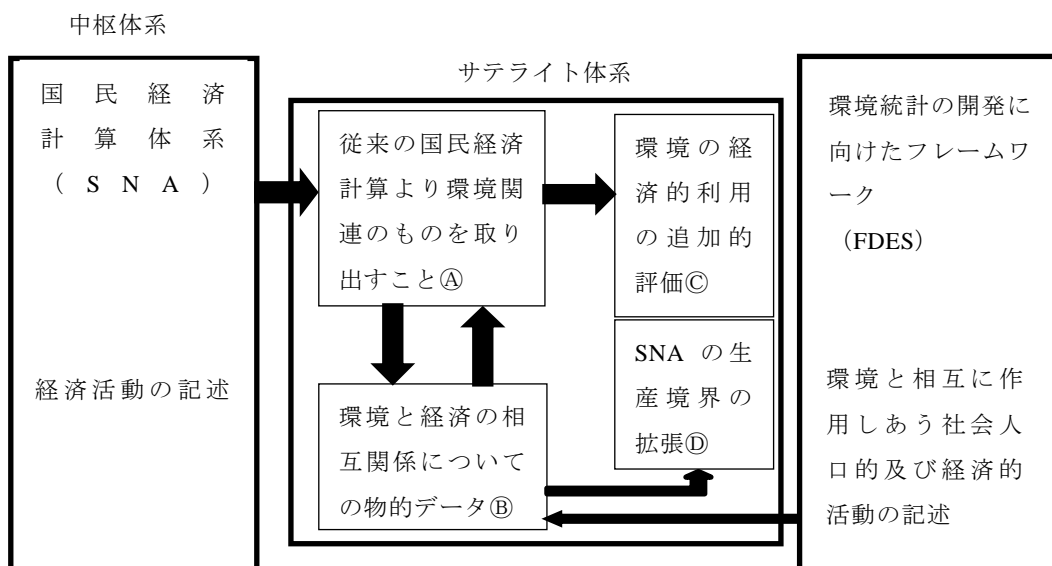 中枢体系
国民経済
計算体系
（ＳＮＡ）
経済活動の記述
サテライト体系
従来の国民経済
計算より環境関
連のものを取り
出すことⒶ
環境と経済の相
互関係について
の物的データⒷ
環境の経
済的利用
の追加的
評価Ⓒ
SNA の生
産境界の
拡張Ⓓ
環境統計の開発に
向けたフレームワ
ーク
（FDES）
環境と相互に作
用しあう社会人
口的及び経済的
活動の記述